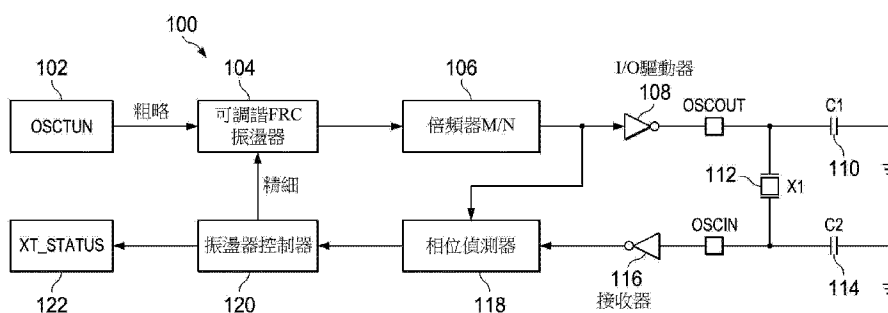 100
102
104
106
I/O驅動器
108
OSCOUT
C1
OSCTUN
粗略
可調諧FRC
振盪器
倍頻器M/N
110
112
X1
精細
XT_STATUS
振盪器控制器
相位偵測器
OSCIN
C2
122
120
118
116
接收器
114